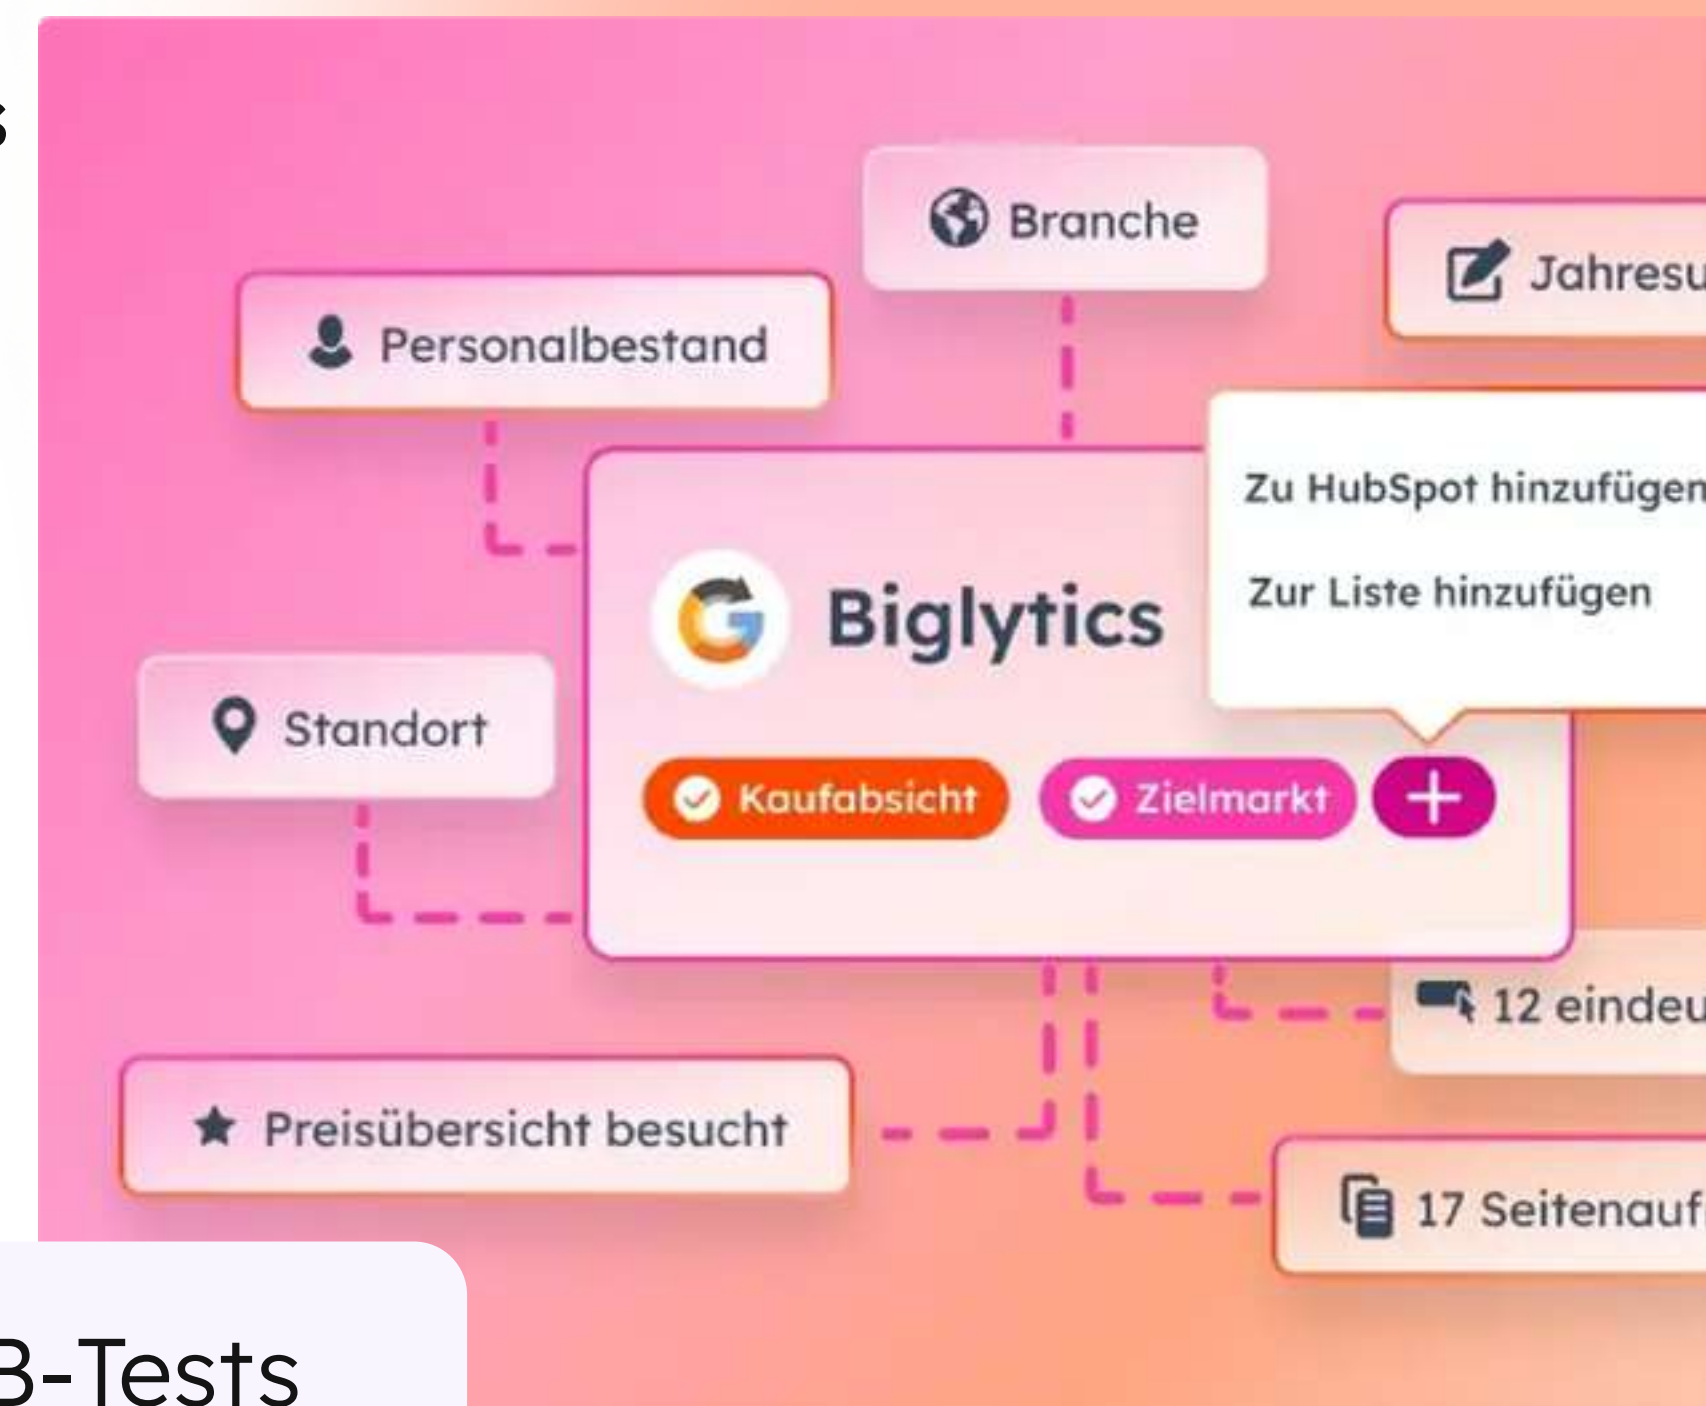 Branche
Jahresu
Personalbestand
Zu HubSpot hinzufügen
Zur Liste hinzufügen
Biglytics
Standort
Kaufabsicht
Zielmarkt
12 eindeu
Preisübersicht besucht
17 Seitenauf
B-Tests